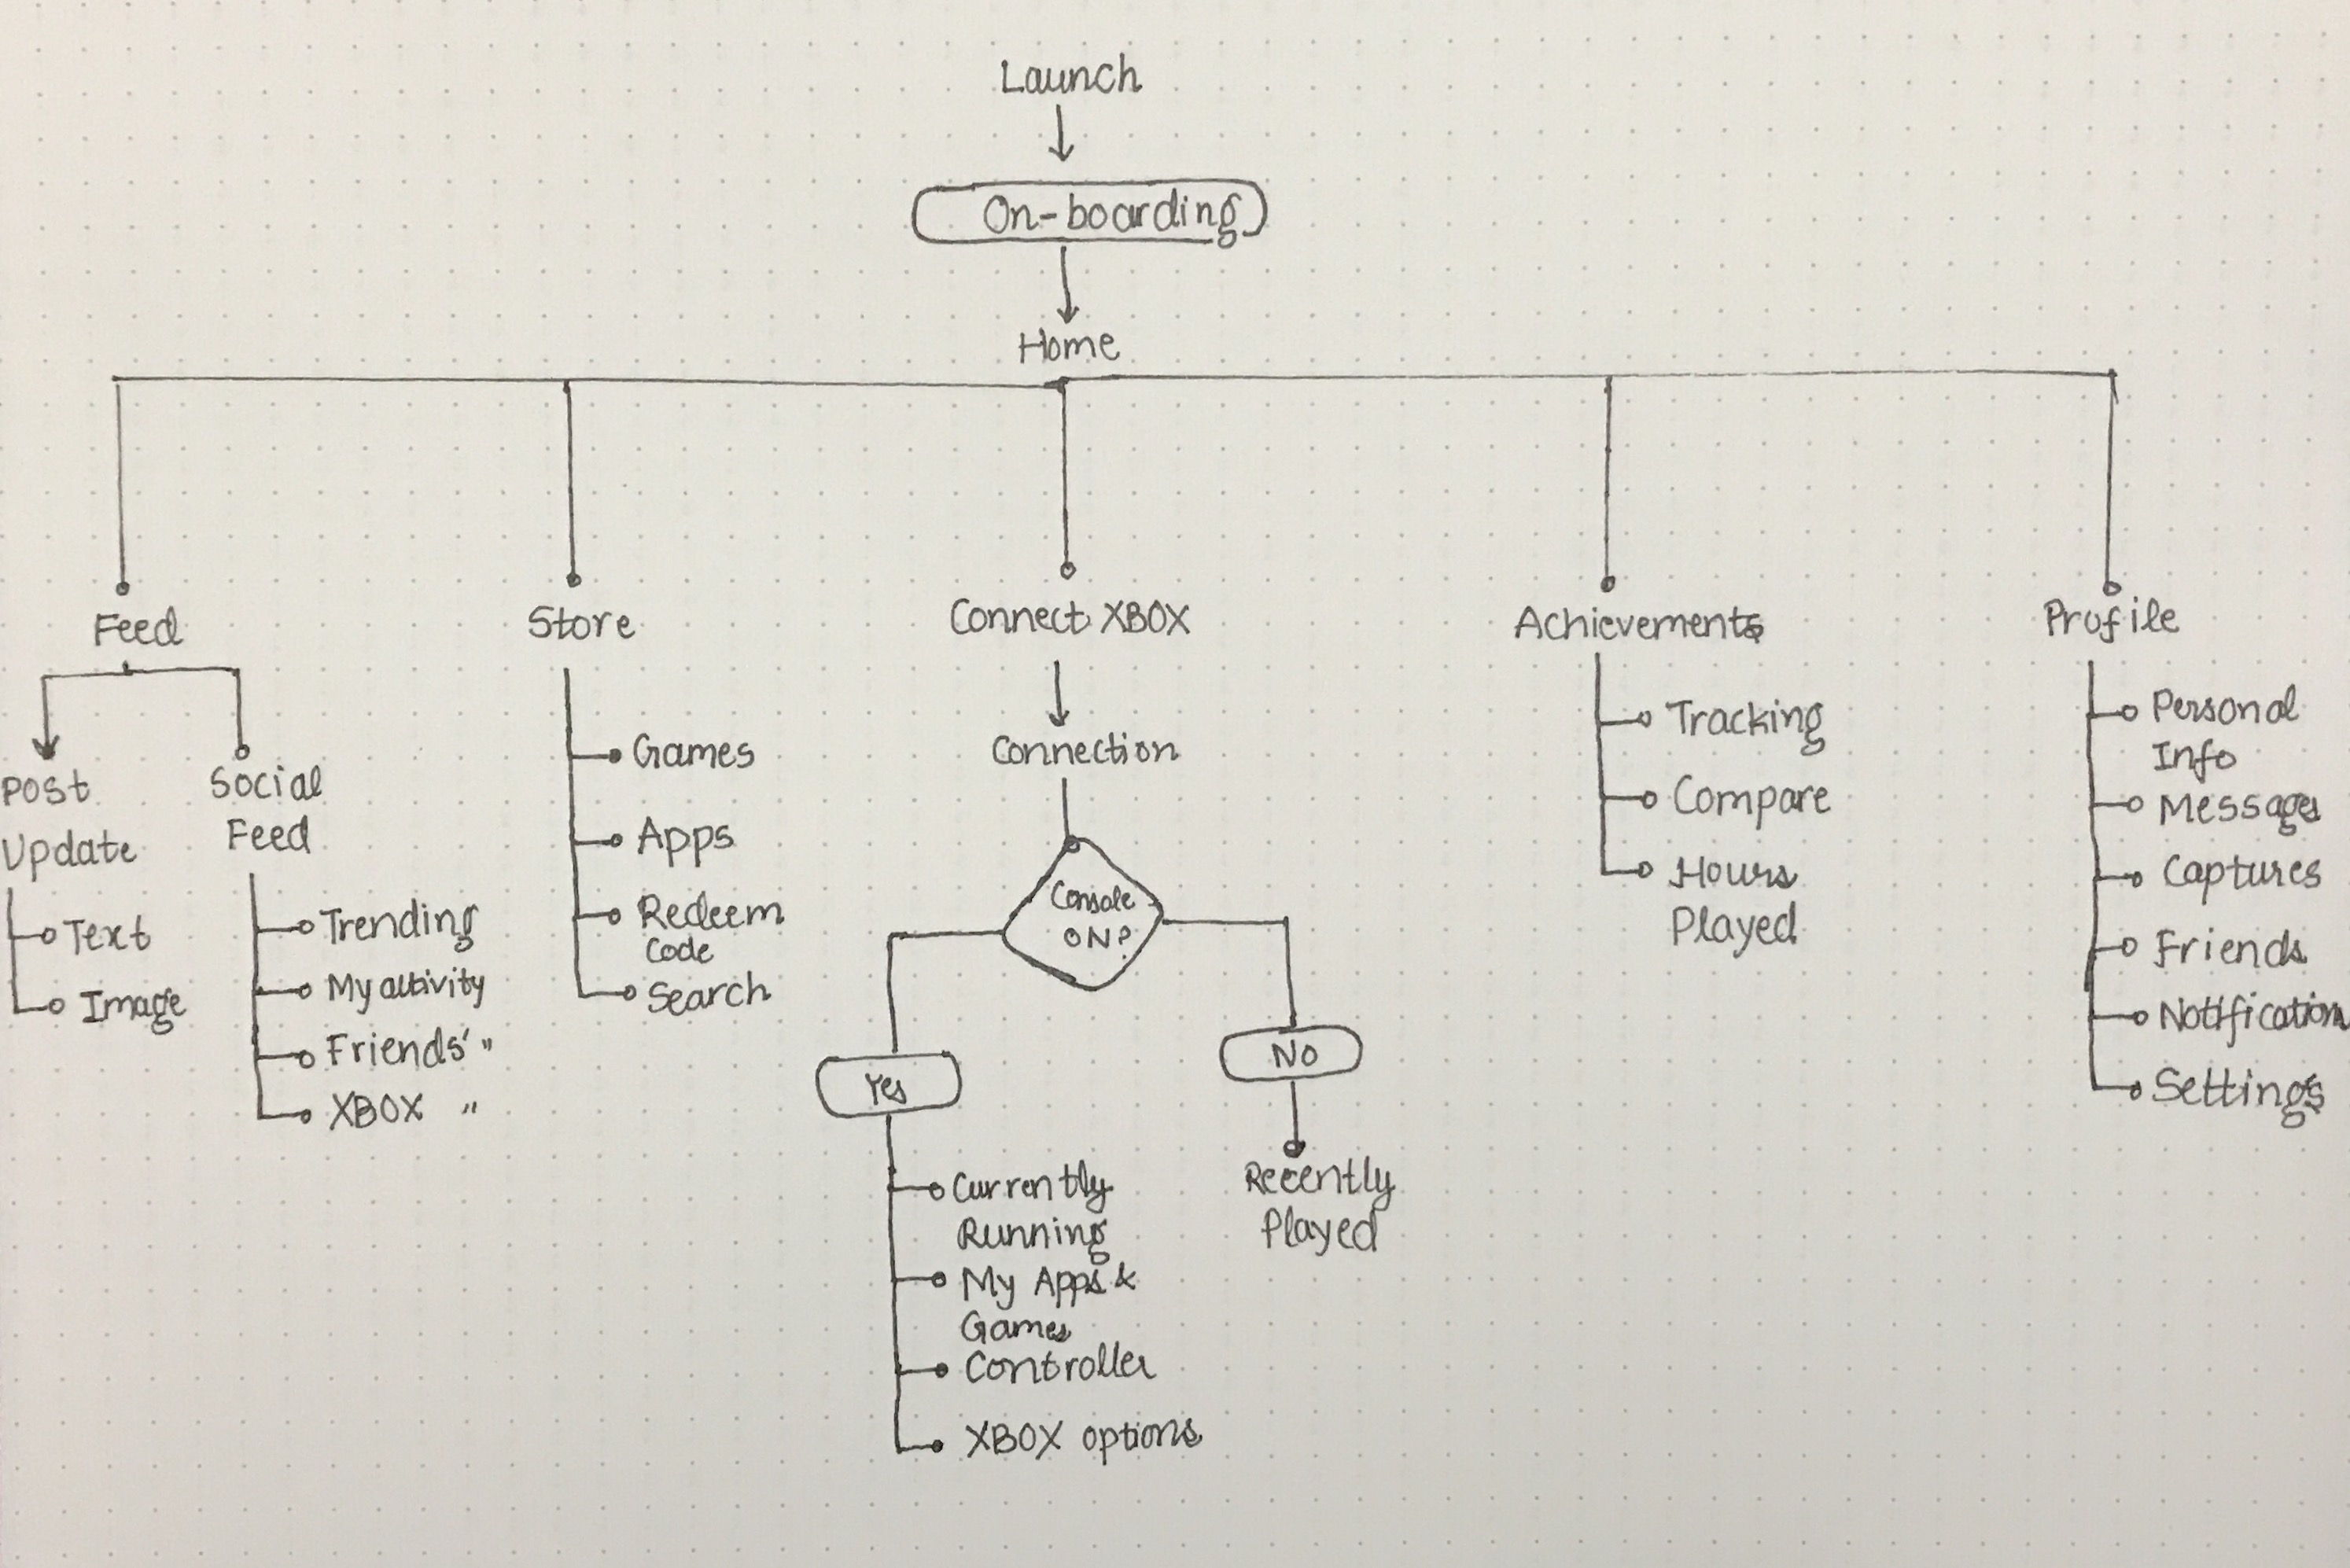 Launch
On-boarding
Home
Feed
Post
Update
Text
Image
Social
Feed
Trending
My activity
Friends' "
XBOX "
Store
Games
Apps
Redeem
Code
Search
Connect XBOX
Connection
Console
ON?
Yes
Currently
Running
My Apps &
Games
Controller
XBOX options
No
Recently
Played
Achievements
Tracking
Compare
Hours
Played
Profile
Personal
Info
Messages
Captures
Friends
Notification
Settings